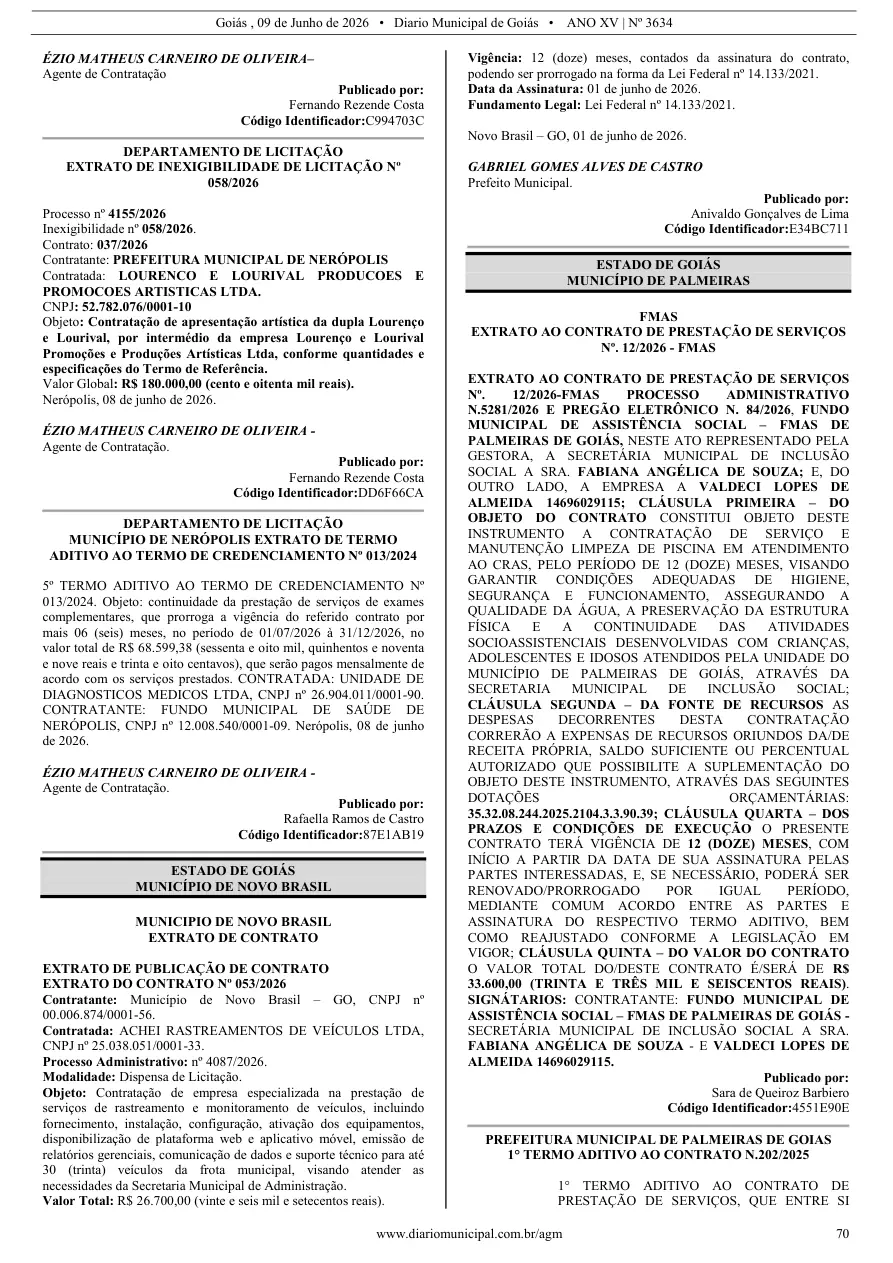 Goiás , 09 de Junho de 2026 • Diario Municipal de Goiás • ANO XV | Nº 3634
ÉZIO MATHEUS CARNEIRO DE OLIVEIRA–
Agente de Contratação
Publicado por:
Fernando Rezende Costa
Código Identificador:C994703C
DEPARTAMENTO DE LICITAÇÃO
EXTRATO DE INEXIGIBILIDADE DE LICITAÇÃO Nº
058/2026
Processo nº 4155/2026
Inexigibilidade nº 058/2026.
Contrato: 037/2026
Contratante: PREFEITURA MUNICIPAL DE NERÓPOLIS
Contratada: LOURENCO E LOURIVAL PRODUCOES E
PROMOCOES ARTISTICAS LTDA.
CNPJ: 52.782.076/0001-10
Objeto: Contratação de apresentação artística da dupla Lourenço
e Lourival, por intermédio da empresa Lourenço e Lourival
Promoções e Produções Artísticas Ltda, conforme quantidades e
especificações do Termo de Referência.
Valor Global: R$ 180.000,00 (cento e oitenta mil reais).
Nerópolis, 08 de junho de 2026.
ÉZIO MATHEUS CARNEIRO DE OLIVEIRA -
Agente de Contratação.
Publicado por:
Fernando Rezende Costa
Código Identificador:DD6F66CA
DEPARTAMENTO DE LICITAÇÃO
MUNICÍPIO DE NERÓPOLIS EXTRATO DE TERMO
ADITIVO AO TERMO DE CREDENCIAMENTO Nº 013/2024
5º TERMO ADITIVO AO TERMO DE CREDENCIAMENTO Nº
013/2024. Objeto: continuidade da prestação de serviços de exames
complementares, que prorroga a vigência do referido contrato por
mais 06 (seis) meses, no período de 01/07/2026 à 31/12/2026, no
valor total de R$ 68.599,38 (sessenta e oito mil, quinhentos e noventa
e nove reais e trinta e oito centavos), que serão pagos mensalmente de
acordo com os serviços prestados. CONTRATADA: UNIDADE DE
DIAGNOSTICOS MEDICOS LTDA, CNPJ nº 26.904.011/0001-90.
CONTRATANTE: FUNDO MUNICIPAL DE SAÚDE DE
NERÓPOLIS, CNPJ nº 12.008.540/0001-09. Nerópolis, 08 de junho
de 2026.
ÉZIO MATHEUS CARNEIRO DE OLIVEIRA -
Agente de Contratação.
Publicado por:
Rafaella Ramos de Castro
Código Identificador:87E1AB19
ESTADO DE GOIÁS
MUNICÍPIO DE NOVO BRASIL
MUNICIPIO DE NOVO BRASIL
EXTRATO DE CONTRATO
EXTRATO DE PUBLICAÇÃO DE CONTRATO
EXTRATO DO CONTRATO Nº 053/2026
Contratante: Município de Novo Brasil – GO, CNPJ nº
00.006.874/0001-56.
Contratada: ACHEI RASTREAMENTOS DE VEÍCULOS LTDA,
CNPJ nº 25.038.051/0001-33.
Processo Administrativo: nº 4087/2026.
Modalidade: Dispensa de Licitação.
Objeto: Contratação de empresa especializada na prestação de
serviços de rastreamento e monitoramento de veículos, incluindo
fornecimento, instalação, configuração, ativação dos equipamentos,
disponibilização de plataforma web e aplicativo móvel, emissão de
relatórios gerenciais, comunicação de dados e suporte técnico para até
30 (trinta) veículos da frota municipal, visando atender as
necessidades da Secretaria Municipal de Administração.
Valor Total: R$ 26.700,00 (vinte e seis mil e setecentos reais).
Vigência: 12 (doze) meses, contados da assinatura do contrato,
podendo ser prorrogado na forma da Lei Federal nº 14.133/2021.
Data da Assinatura: 01 de junho de 2026.
Fundamento Legal: Lei Federal nº 14.133/2021.
Novo Brasil – GO, 01 de junho de 2026.
GABRIEL GOMES ALVES DE CASTRO
Prefeito Municipal.
Publicado por:
Anivaldo Gonçalves de Lima
Código Identificador:E34BC711
ESTADO DE GOIÁS
MUNICÍPIO DE PALMEIRAS
FMAS
EXTRATO AO CONTRATO DE PRESTAÇÃO DE SERVIÇOS
Nº. 12/2026 - FMAS
EXTRATO AO CONTRATO DE PRESTAÇÃO DE SERVIÇOS
Nº. 12/2026-FMAS PROCESSO ADMINISTRATIVO
N.5281/2026 E PREGÃO ELETRÔNICO N. 84/2026, FUNDO
MUNICIPAL DE ASSISTÊNCIA SOCIAL – FMAS DE
PALMEIRAS DE GOIÁS, NESTE ATO REPRESENTADO PELA
GESTORA, A SECRETÁRIA MUNICIPAL DE INCLUSÃO
SOCIAL A SRA. FABIANA ANGÉLICA DE SOUZA; E, DO
OUTRO LADO, A EMPRESA A VALDECI LOPES DE
ALMEIDA 14696029115; CLÁUSULA PRIMEIRA – DO
OBJETO DO CONTRATO CONSTITUI OBJETO DESTE
INSTRUMENTO A CONTRATAÇÃO DE SERVIÇO E
MANUTENÇÃO LIMPEZA DE PISCINA EM ATENDIMENTO
AO CRAS, PELO PERÍODO DE 12 (DOZE) MESES, VISANDO
GARANTIR CONDIÇÕES ADEQUADAS DE HIGIENE,
SEGURANÇA E FUNCIONAMENTO, ASSEGURANDO A
QUALIDADE DA ÁGUA, A PRESERVAÇÃO DA ESTRUTURA
FÍSICA E A CONTINUIDADE DAS ATIVIDADES
SOCIOASSISTENCIAIS DESENVOLVIDAS COM CRIANÇAS,
ADOLESCENTES E IDOSOS ATENDIDOS PELA UNIDADE DO
MUNICÍPIO DE PALMEIRAS DE GOIÁS, ATRAVÉS DA
SECRETARIA MUNICIPAL DE INCLUSÃO SOCIAL;
CLÁUSULA SEGUNDA – DA FONTE DE RECURSOS AS
DESPESAS DECORRENTES DESTA CONTRATAÇÃO
CORRERÃO A EXPENSAS DE RECURSOS ORIUNDOS DA/DE
RECEITA PRÓPRIA, SALDO SUFICIENTE OU PERCENTUAL
AUTORIZADO QUE POSSIBILITE A SUPLEMENTAÇÃO DO
OBJETO DESTE INSTRUMENTO, ATRAVÉS DAS SEGUINTES
DOTAÇÕES ORÇAMENTÁRIAS:
35.32.08.244.2025.2104.3.3.90.39; CLÁUSULA QUARTA – DOS
PRAZOS E CONDIÇÕES DE EXECUÇÃO O PRESENTE
CONTRATO TERÁ VIGÊNCIA DE 12 (DOZE) MESES, COM
INÍCIO A PARTIR DA DATA DE SUA ASSINATURA PELAS
PARTES INTERESSADAS, E, SE NECESSÁRIO, PODERÁ SER
RENOVADO/PRORROGADO POR IGUAL PERÍODO,
MEDIANTE COMUM ACORDO ENTRE AS PARTES E
ASSINATURA DO RESPECTIVO TERMO ADITIVO, BEM
COMO REAJUSTADO CONFORME A LEGISLAÇÃO EM
VIGOR; CLÁUSULA QUINTA – DO VALOR DO CONTRATO
O VALOR TOTAL DO/DESTE CONTRATO É/SERÁ DE R$
33.600,00 (TRINTA E TRÊS MIL E SEISCENTOS REAIS).
SIGNÁTARIOS: CONTRATANTE: FUNDO MUNICIPAL DE
ASSISTÊNCIA SOCIAL – FMAS DE PALMEIRAS DE GOIÁS -
SECRETÁRIA MUNICIPAL DE INCLUSÃO SOCIAL A SRA.
FABIANA ANGÉLICA DE SOUZA - E VALDECI LOPES DE
ALMEIDA 14696029115.
Publicado por:
Sara de Queiroz Barbiero
Código Identificador:4551E90E
PREFEITURA MUNICIPAL DE PALMEIRAS DE GOIAS
1° TERMO ADITIVO AO CONTRATO N.202/2025
1° TERMO ADITIVO AO CONTRATO DE
PRESTAÇÃO DE SERVIÇOS, QUE ENTRE SI
www.diariomunicipal.com.br/agm 70